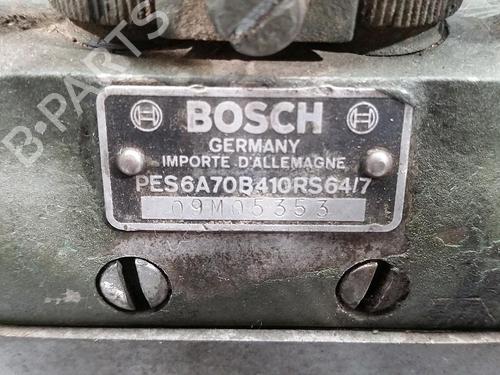 BOSCH
GERMANY
IMPORTE D'ALLEMAGNE
PES6A70B410RS64/7
09M05353
B-PARTS